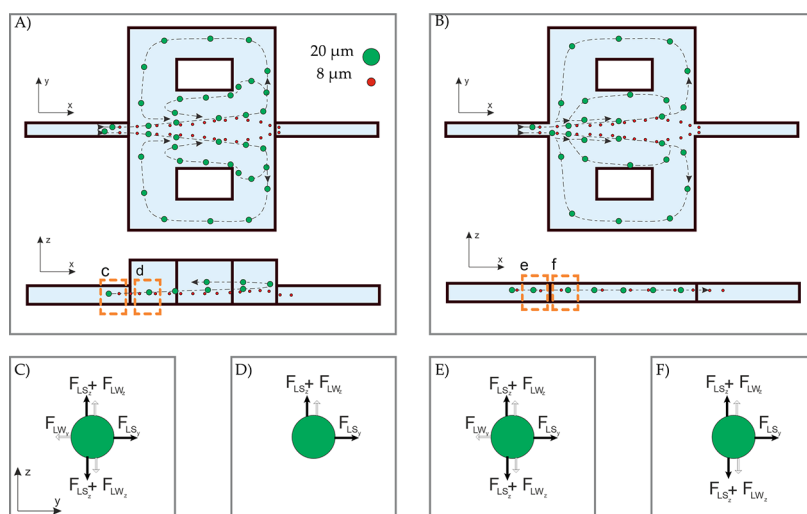 A)
20 µm
8 µm
y
x
z
x
c
d
B)
y
x
z
x
e
f
C)
F_LS_z + F_LW_z
F_LW_y
F_LS_y
F_LS_z + F_LW_z
z
y
D)
F_LS_z + F_LW_z
F_LS_y
E)
F_LS_z + F_LW_z
F_LW_y
F_LS_y
F_LS_z + F_LW_z
F)
F_LS_z + F_LW_z
F_LS_y
F_LS_z + F_LW_z